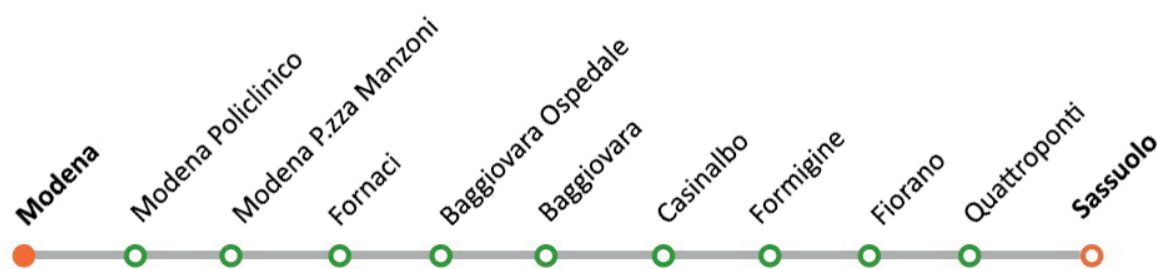 Modena
Modena Policlinico
Modena P.zza Manzoni
Fornaci
Baggiovara Ospedale
Baggiovara
Casinalbo
Formigine
Fiorano
Quattroponti
Sassuolo